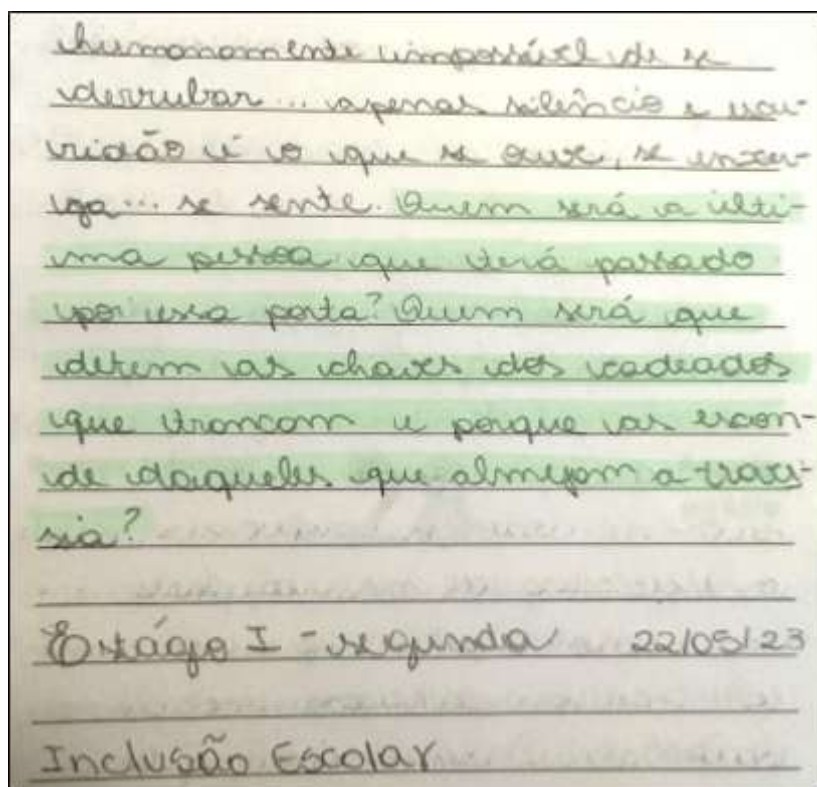 humanamente impossível de se
derrubar... apenas silêncio e escu-
ridão é o que se ouve, se enxer-
ga... se sente. Quem será a últi-
ma pessoa que terá passado
por essa porta? Quem será que
detem as chaves dos cadeados
que trancam e porque as escon-
de daqueles que almejam a traves-
sia?
Estágio I - segunda 22/05/23
Inclusão Escolar